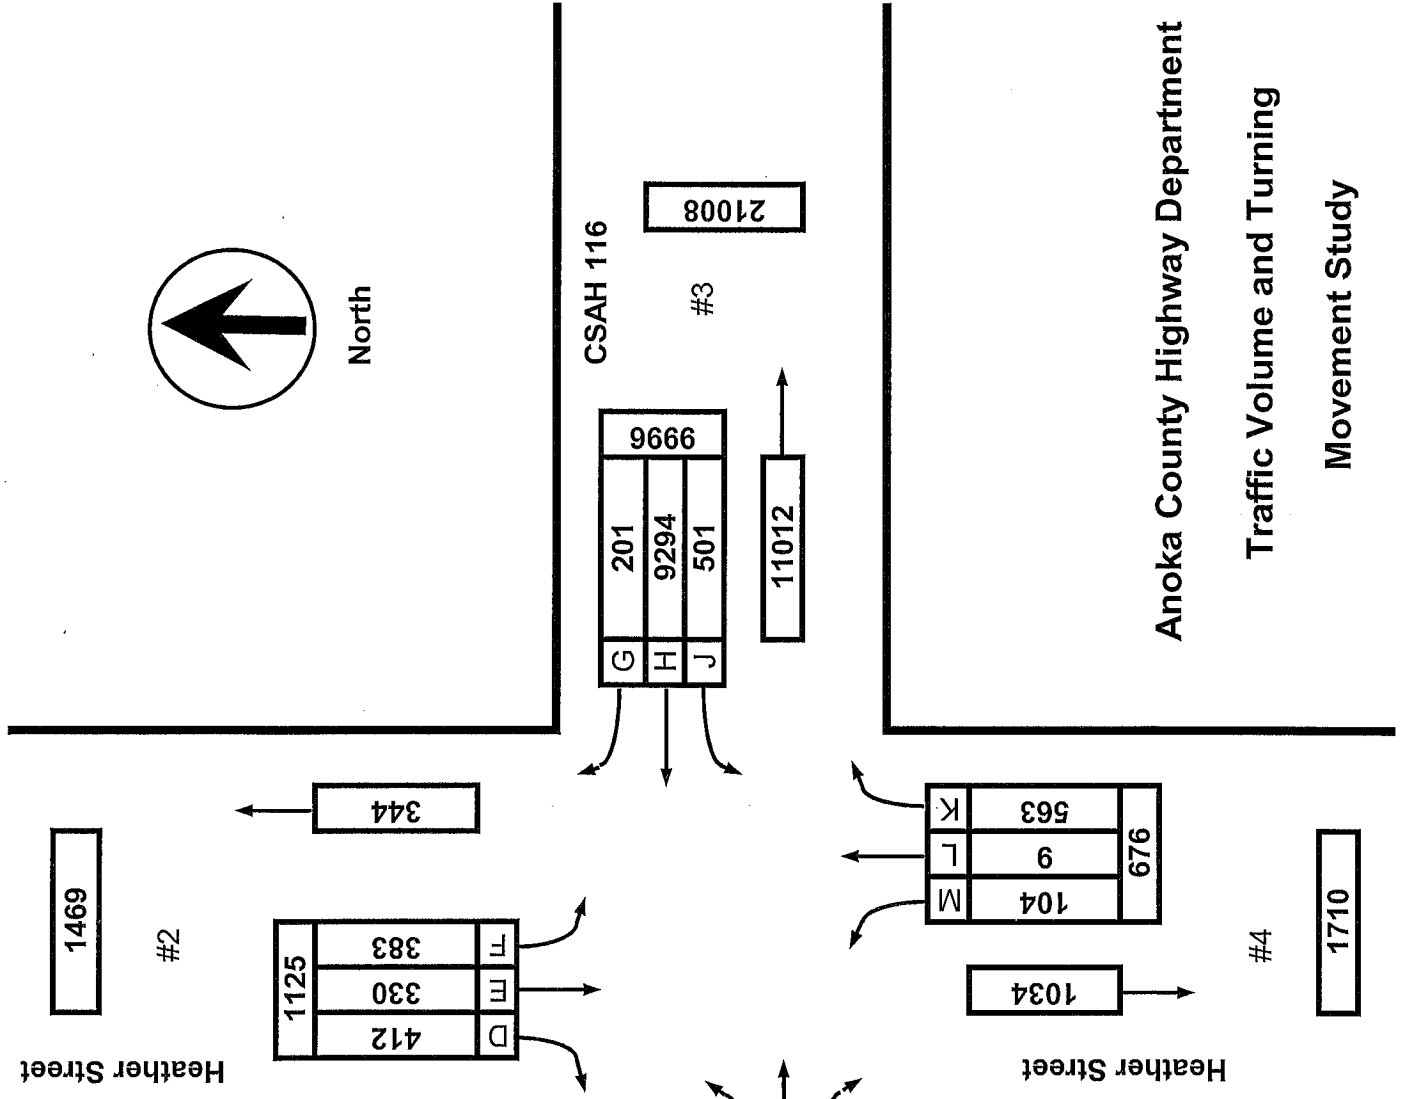 Anoka County Highway Department
Traffic Volume and Turning
Movement Study
North
CSAH 116
#3
21008
9996
G 201
H 9294
J 501
11012
Heather Street
#2
1469
344
1125
D 412
E 330
F 383
K 563
L 9
M 104
676
1034
#4
1710
Heather Street